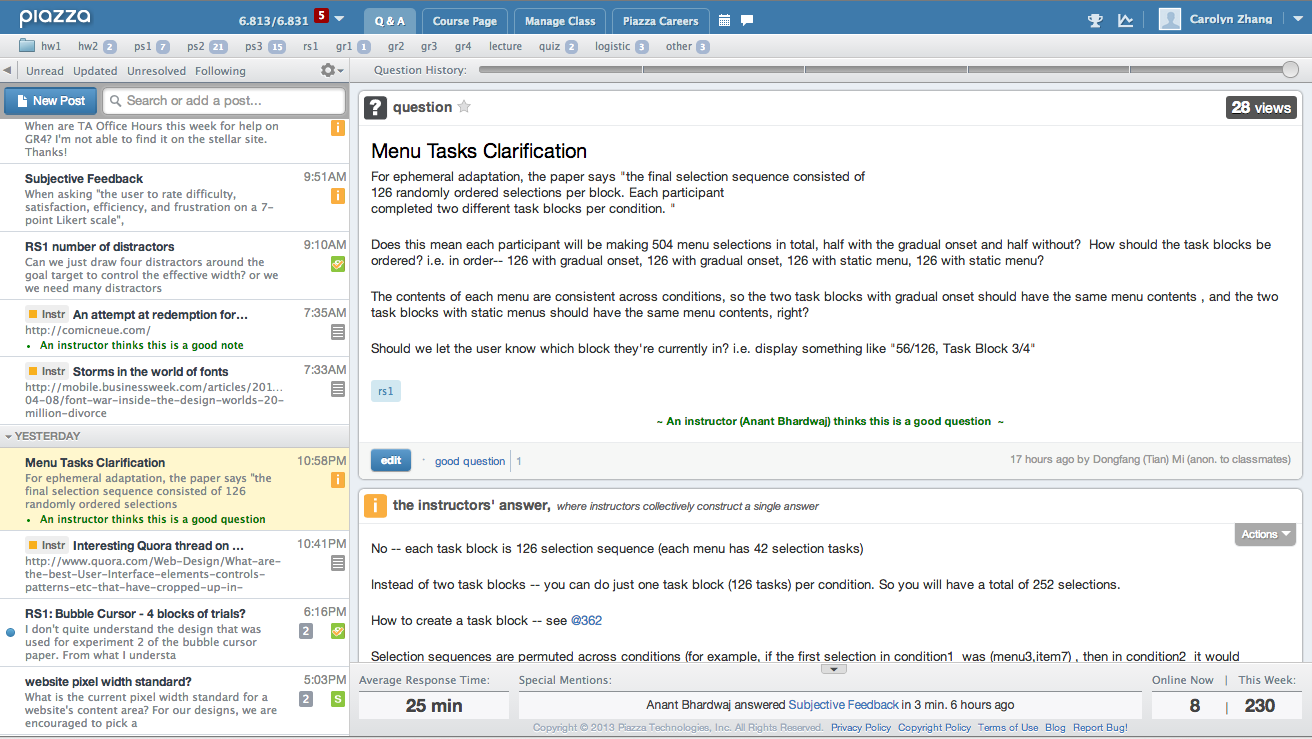 piazza
6.813/6.831 5
Q & A
Course Page
Manage Class
Piazza Careers
Carolyn Zhang
hw1 hw2 2 ps1 7 ps2 21 ps3 15 rs1 gr1 1 gr2 gr3 gr4 lecture quiz 2 logistic 3 other 3
Unread Updated Unresolved Following
Question History:
New Post
Search or add a post...
When are TA Office Hours this week for help on
GR4? I'm not able to find it on the stellar site.
Thanks!
i
Subjective Feedback 9:51AM
When asking "the user to rate difficulty,
satisfaction, efficiency, and frustration on a 7-
point Likert scale",
i
RS1 number of distractors 9:10AM
Can we just draw four distractors around the
goal target to control the effective width? or we
we need many distractors
Instr An attempt at redemption for... 7:35AM
http://comicneue.com/
• An instructor thinks this is a good note
Instr Storms in the world of fonts 7:33AM
http://mobile.businessweek.com/articles/201...
04-08/font-war-inside-the-design-worlds-20-
million-divorce
YESTERDAY
Menu Tasks Clarification 10:58PM
For ephemeral adaptation, the paper says "the
final selection sequence consisted of 126
randomly ordered selections
i
• An instructor thinks this is a good question
Instr Interesting Quora thread on ... 10:41PM
http://www.quora.com/Web-Design/What-are-
the-best-User-Interface-elements-controls-
patterns-etc-that-have-cropped-up-in-
RS1: Bubble Cursor - 4 blocks of trials? 6:16PM
I don't quite understand the design that was 2
used for experiment 2 of the bubble cursor
paper. From what I understa
website pixel width standard? 5:03PM
What is the current pixel width standard for a 2 S
website's content area? For our designs, we are
encouraged to pick a
? question
28 views
Menu Tasks Clarification
For ephemeral adaptation, the paper says "the final selection sequence consisted of
126 randomly ordered selections per block. Each participant
completed two different task blocks per condition. "
Does this mean each participant will be making 504 menu selections in total, half with the gradual onset and half without? How should the task blocks be
ordered? i.e. in order-- 126 with gradual onset, 126 with gradual onset, 126 with static menu, 126 with static menu?
The contents of each menu are consistent across conditions, so the two task blocks with gradual onset should have the same menu contents , and the two
task blocks with static menus should have the same menu contents, right?
Should we let the user know which block they're currently in? i.e. display something like "56/126, Task Block 3/4"
rs1
~ An instructor (Anant Bhardwaj) thinks this is a good question ~
edit · good question 1
17 hours ago by Dongfang (Tian) Mi (anon. to classmates)
i the instructors' answer, where instructors collectively construct a single answer
Actions
No -- each task block is 126 selection sequence (each menu has 42 selection tasks)
Instead of two task blocks -- you can do just one task block (126 tasks) per condition. So you will have a total of 252 selections.
How to create a task block -- see @362
Selection sequences are permuted across conditions (for example, if the first selection in condition1 was (menu3,item7) , then in condition2 it would
Average Response Time: Special Mentions: Online Now | This Week:
25 min Anant Bhardwaj answered Subjective Feedback in 3 min. 6 hours ago 8 | 230
Copyright © 2013 Piazza Technologies, Inc. All Rights Reserved. Privacy Policy Copyright Policy Terms of Use Blog Report Bug!